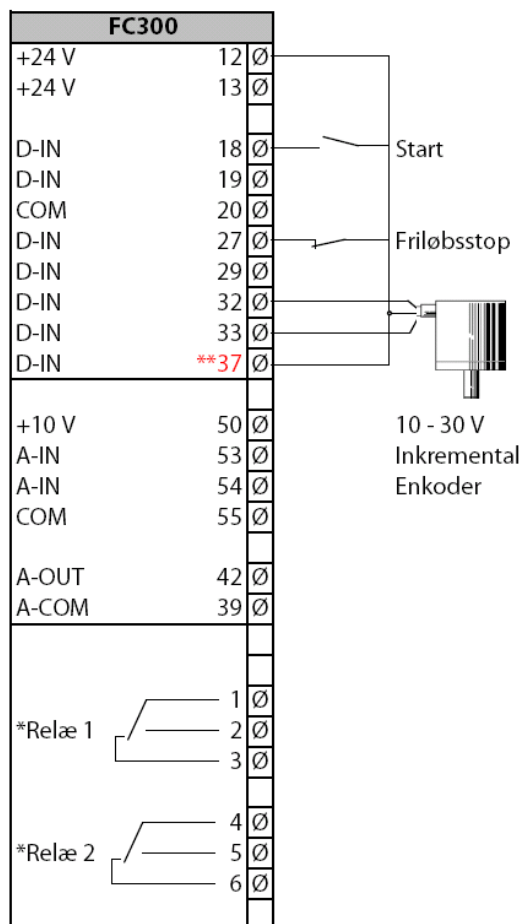 FC300
+24 V 12 Ø
+24 V 13 Ø
D-IN 18 Ø Start
D-IN 19 Ø
COM 20 Ø
D-IN 27 Ø Friløbsstop
D-IN 29 Ø
D-IN 32 Ø
D-IN 33 Ø
D-IN **37 Ø
+10 V 50 Ø 10 - 30 V
A-IN 53 Ø Inkremental
A-IN 54 Ø Enkoder
COM 55 Ø
A-OUT 42 Ø
A-COM 39 Ø
1 Ø
*Relæ 1 2 Ø
3 Ø
4 Ø
*Relæ 2 5 Ø
6 Ø